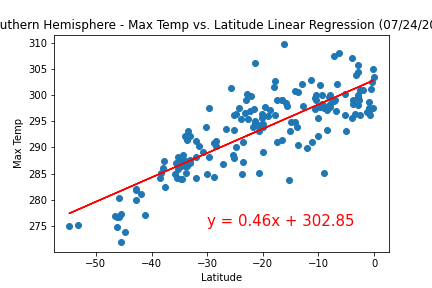 uthern Hemisphere - Max Temp vs. Latitude Linear Regression (07/24/20
310
305
300
295
290
285
280
275
Max Temp
y = 0.46x + 302.85
−50 −40 −30 −20 −10 0
Latitude